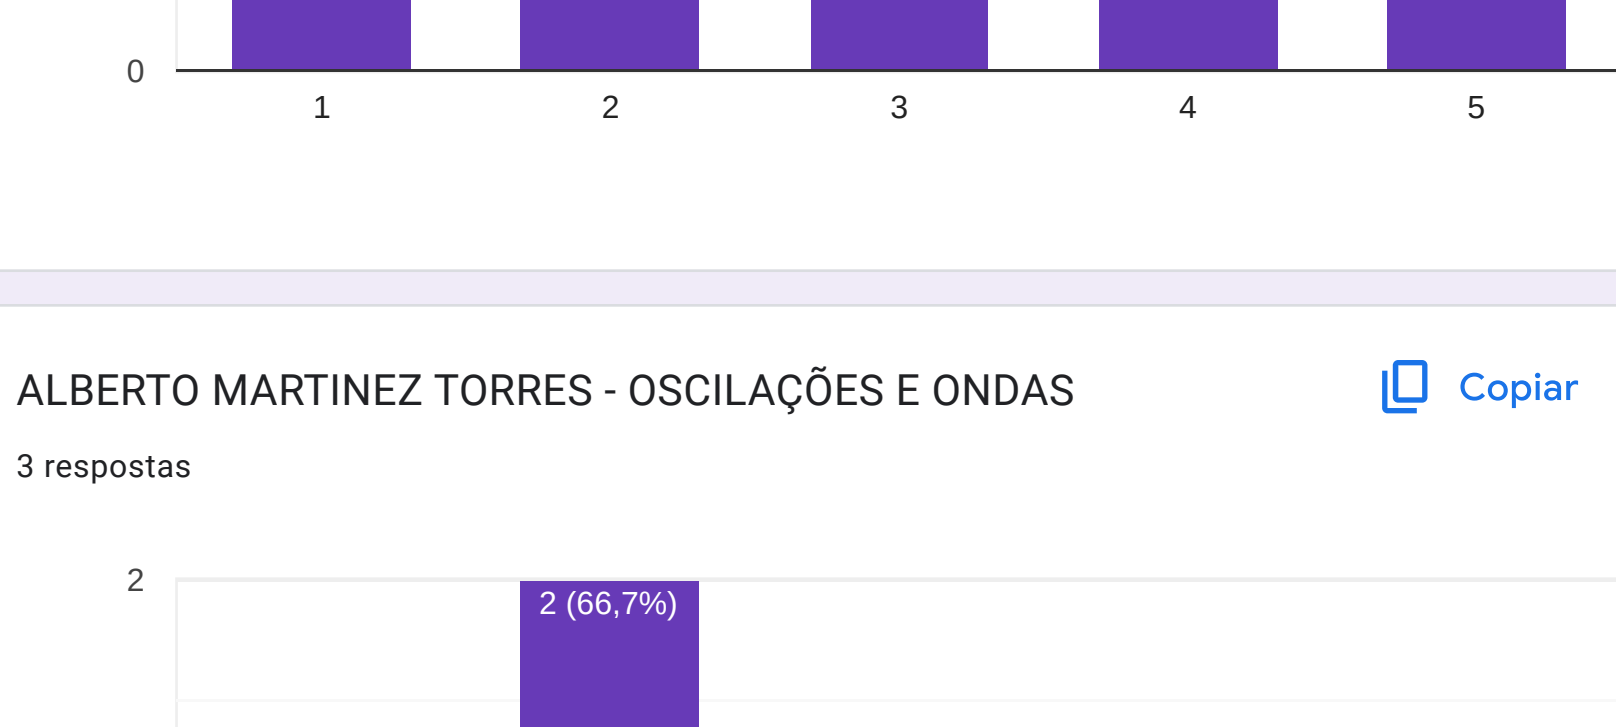 0
1 2 3 4 5
ALBERTO MARTINEZ TORRES - OSCILAÇÕES E ONDAS
Copiar
3 respostas
2
2 (66,7%)